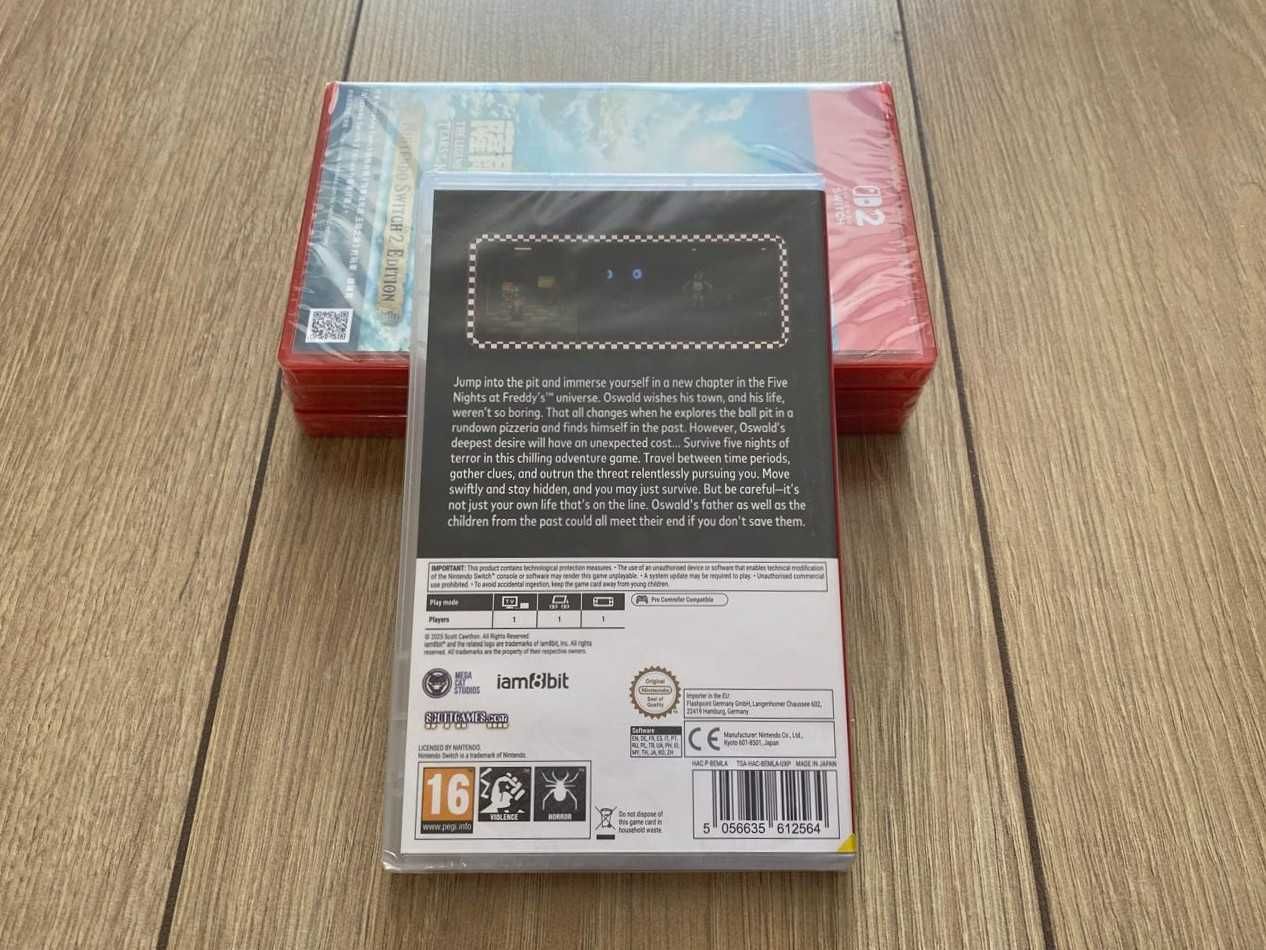 SWITCH
2
NINTENDO SWITCH 2 EDITION
Jump into the pit and immerse yourself in a new chapter in the Five
Nights at Freddy's™ universe. Oswald wishes his town, and his life,
weren't so boring. That all changes when he explores the ball pit in a
rundown pizzeria and finds himself in the past. However, Oswald's
deepest desire will have an unexpected cost... Survive five nights of
terror in this chilling adventure game. Travel between time periods,
gather clues, and outrun the threat relentlessly pursuing you. Move
swiftly and stay hidden, and you may just survive. But be careful—it's
not just your own life that's on the line. Oswald's father as well as the
children from the past could all meet their end if you don't save them.
IMPORTANT: This product contains technological protection measures. • The use of an unauthorised device or software that enables technical modification
of the Nintendo Switch™ console or software may render this game unplayable. • A system update may be required to play. • Unauthorised commercial
use prohibited. • To avoid accidental ingestion, keep the game card away from young children.
Play mode TV
Pro Controller Compatible
Players 1 1 1
© 2025 Scott Cawthon. All Rights Reserved.
iam8bit® and the related logo are trademarks of iam8bit, Inc. All rights
reserved. All trademarks are the property of their respective owners.
MEGA
CAT
STUDIOS
iam8bit
SCOTTGAMES.com
Original
Nintendo
Seal of
Quality
Importer in the EU:
Flashpoint Germany GmbH, Langenhorner Chaussee 602,
22419 Hamburg, Germany
Software
EN, DE, FR, ES, IT, PT,
RU, PL, TR, UA, PH, ID,
MY, TH, JA, KO, ZH
CE
Manufacturer: Nintendo Co., Ltd.,
Kyoto 601-8501, Japan
LICENSED BY NINTENDO.
Nintendo Switch is a trademark of Nintendo.
HAC P BEMLA TSA-HAC-BEMLA-UXP MADE IN JAPAN
16
www.pegi.info
VIOLENCE
HORROR
Do not dispose of
this game card in
household waste
5 056635 612564